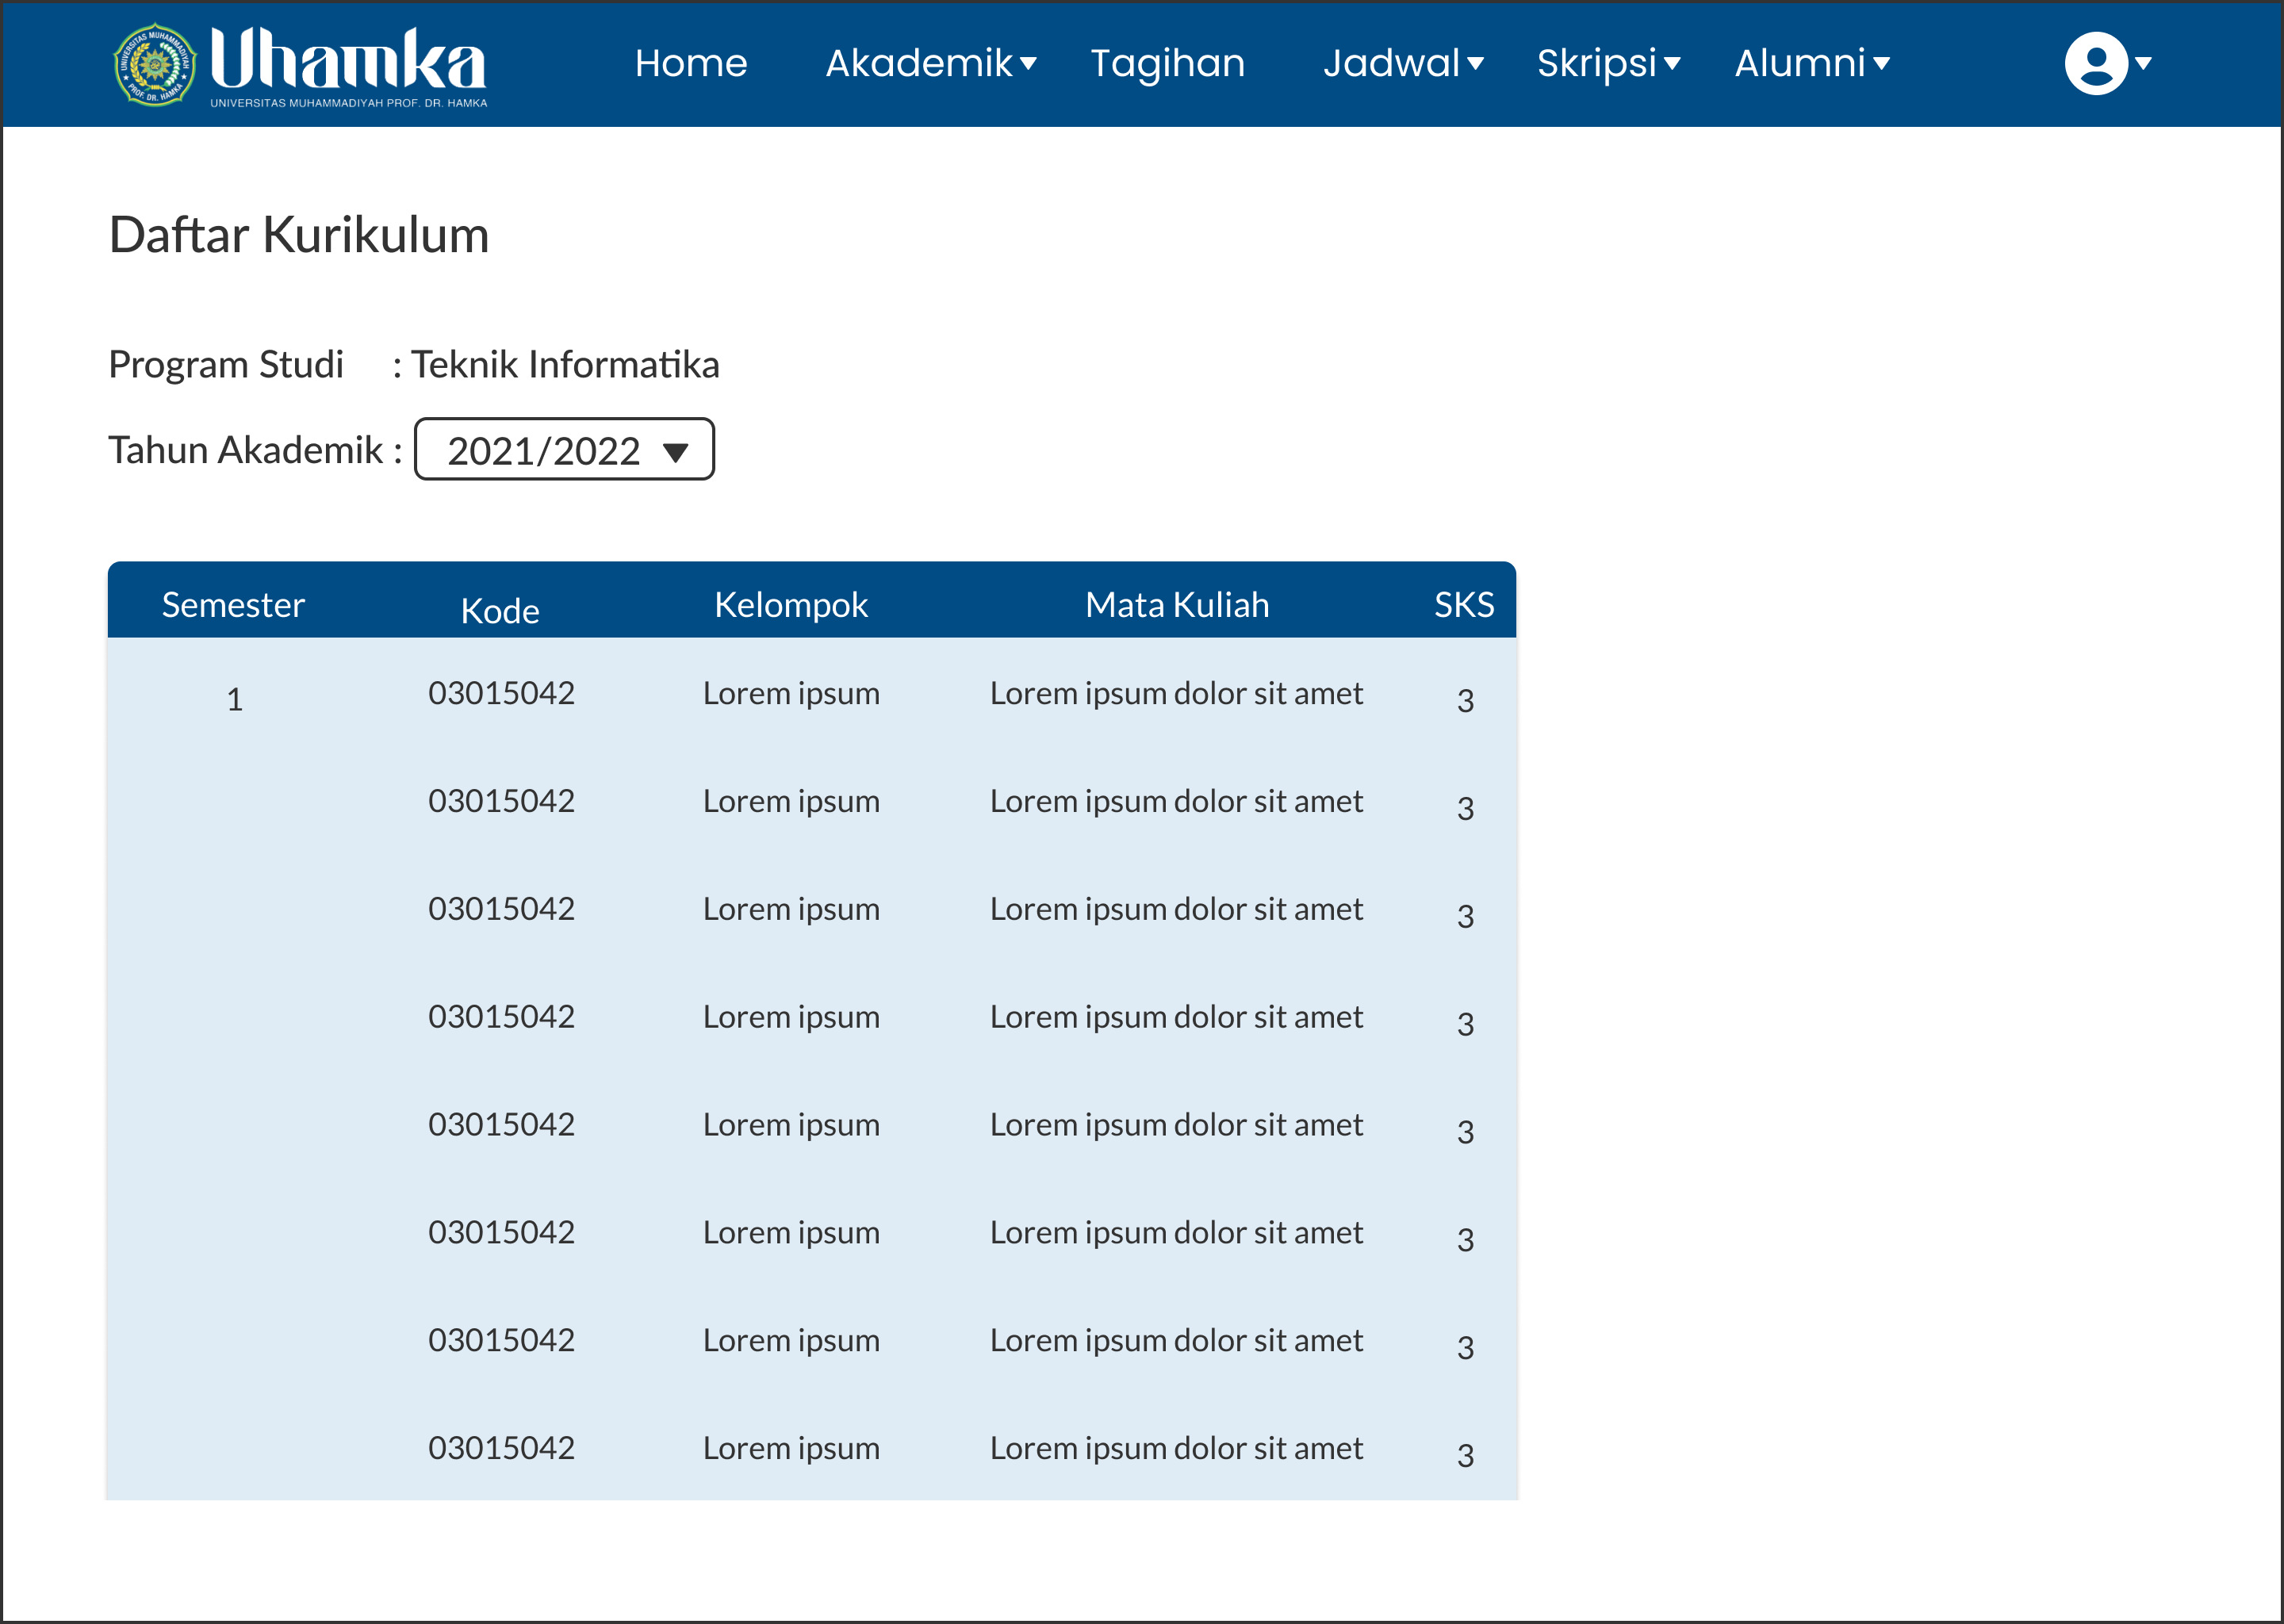 UNIVERSITAS MUHAMMADIYAH
PROF. DR. HAMKA
Uhamka
UNIVERSITAS MUHAMMADIYAH PROF. DR. HAMKA
Home Akademik Tagihan Jadwal Skripsi Alumni
Daftar Kurikulum
Program Studi : Teknik Informatika
Tahun Akademik : 2021/2022
Semester Kode Kelompok Mata Kuliah SKS
1 03015042 Lorem ipsum Lorem ipsum dolor sit amet 3
03015042 Lorem ipsum Lorem ipsum dolor sit amet 3
03015042 Lorem ipsum Lorem ipsum dolor sit amet 3
03015042 Lorem ipsum Lorem ipsum dolor sit amet 3
03015042 Lorem ipsum Lorem ipsum dolor sit amet 3
03015042 Lorem ipsum Lorem ipsum dolor sit amet 3
03015042 Lorem ipsum Lorem ipsum dolor sit amet 3
03015042 Lorem ipsum Lorem ipsum dolor sit amet 3